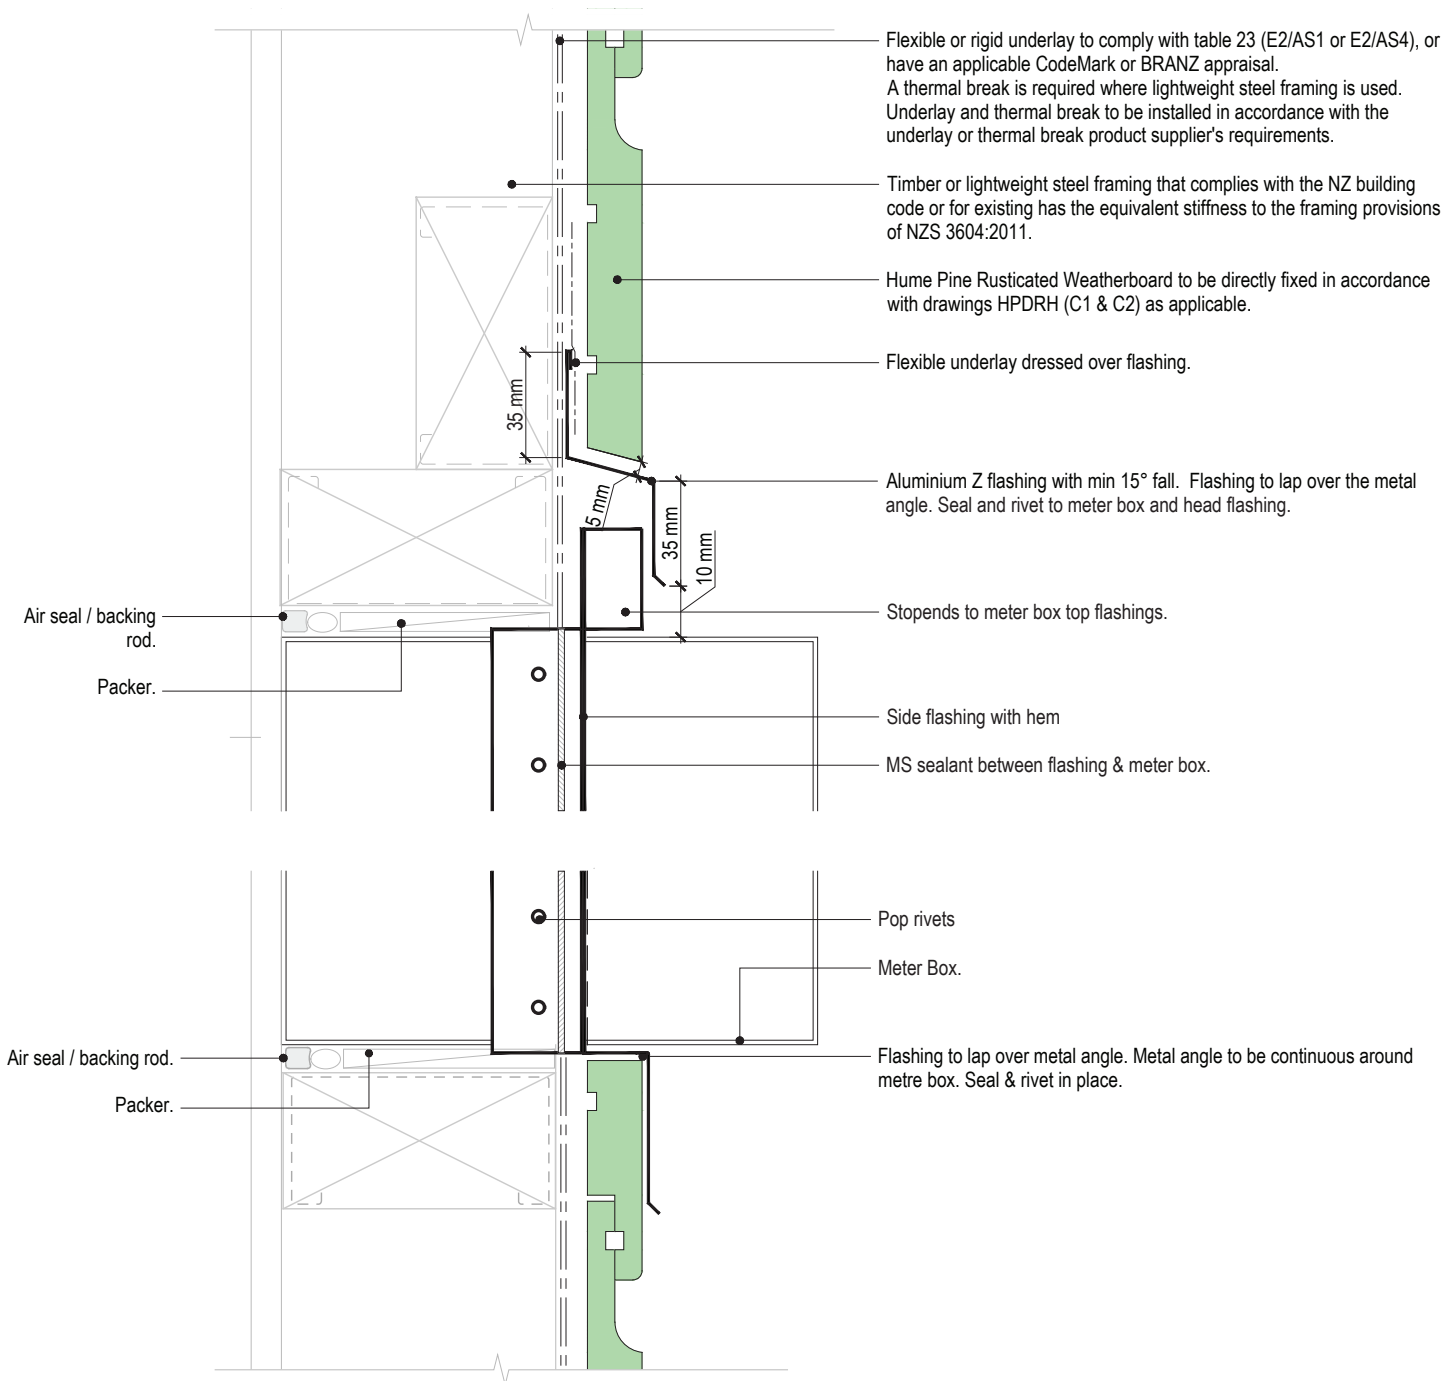 Flexible or rigid underlay to comply with table 23 (E2/AS1 or E2/AS4), or
have an applicable CodeMark or BRANZ appraisal.
A thermal break is required where lightweight steel framing is used.
Underlay and thermal break to be installed in accordance with the
underlay or thermal break product supplier's requirements.
Timber or lightweight steel framing that complies with the NZ building
code or for existing has the equivalent stiffness to the framing provisions
of NZS 3604:2011.
Hume Pine Rusticated Weatherboard to be directly fixed in accordance
with drawings HPDRH (C1 & C2) as applicable.
Flexible underlay dressed over flashing.
35 mm
Aluminium Z flashing with min 15° fall. Flashing to lap over the metal
angle. Seal and rivet to meter box and head flashing.
5 mm
35 mm
10 mm
Air seal / backing
rod.
Stopends to meter box top flashings.
Packer.
Side flashing with hem
MS sealant between flashing & meter box.
Pop rivets
Meter Box.
Air seal / backing rod.
Flashing to lap over metal angle. Metal angle to be continuous around
metre box. Seal & rivet in place.
Packer.